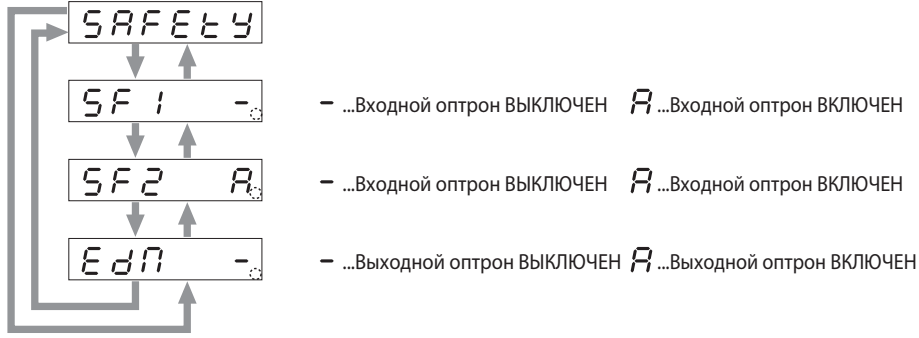 SAFEtY
SF1 - - ...Входной оптрон ВЫКЛЮЧЕН A ...Входной оптрон ВКЛЮЧЕН
SF2 A - ...Входной оптрон ВЫКЛЮЧЕН A ...Входной оптрон ВКЛЮЧЕН
EdM - - ...Выходной оптрон ВЫКЛЮЧЕН A ...Выходной оптрон ВКЛЮЧЕН